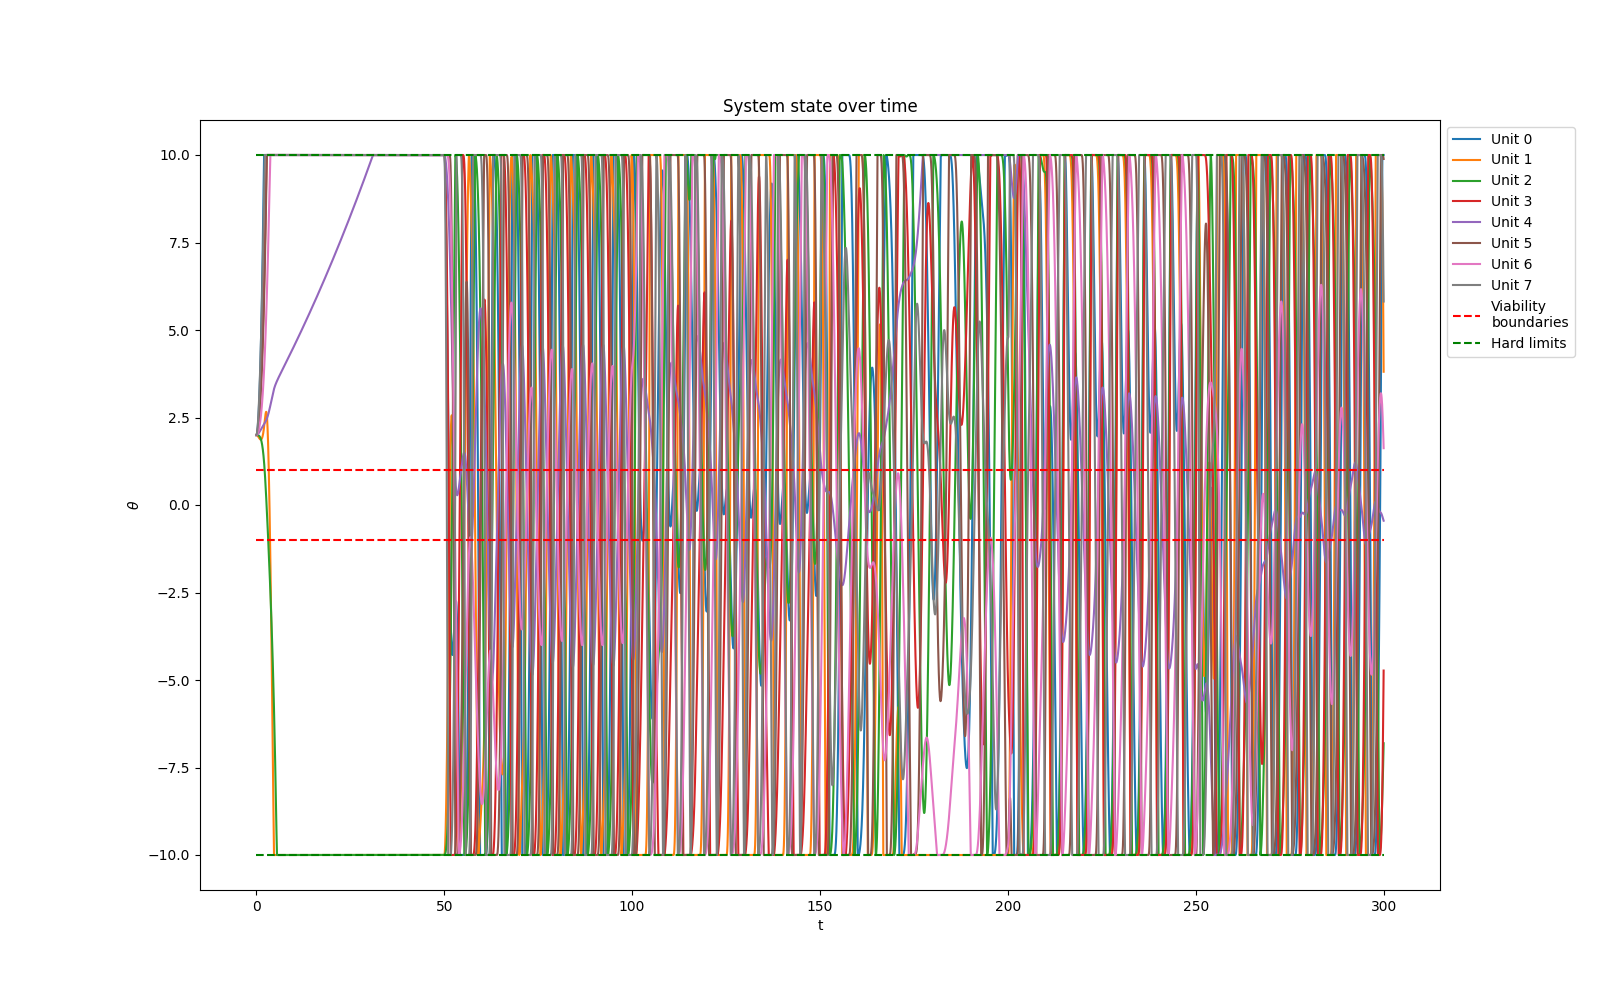 System state over time
10.0
7.5
5.0
2.5
0.0
−2.5
−5.0
−7.5
−10.0
θ
0
50
100
150
200
250
300
t
Unit 0
Unit 1
Unit 2
Unit 3
Unit 4
Unit 5
Unit 6
Unit 7
Viability
boundaries
Hard limits